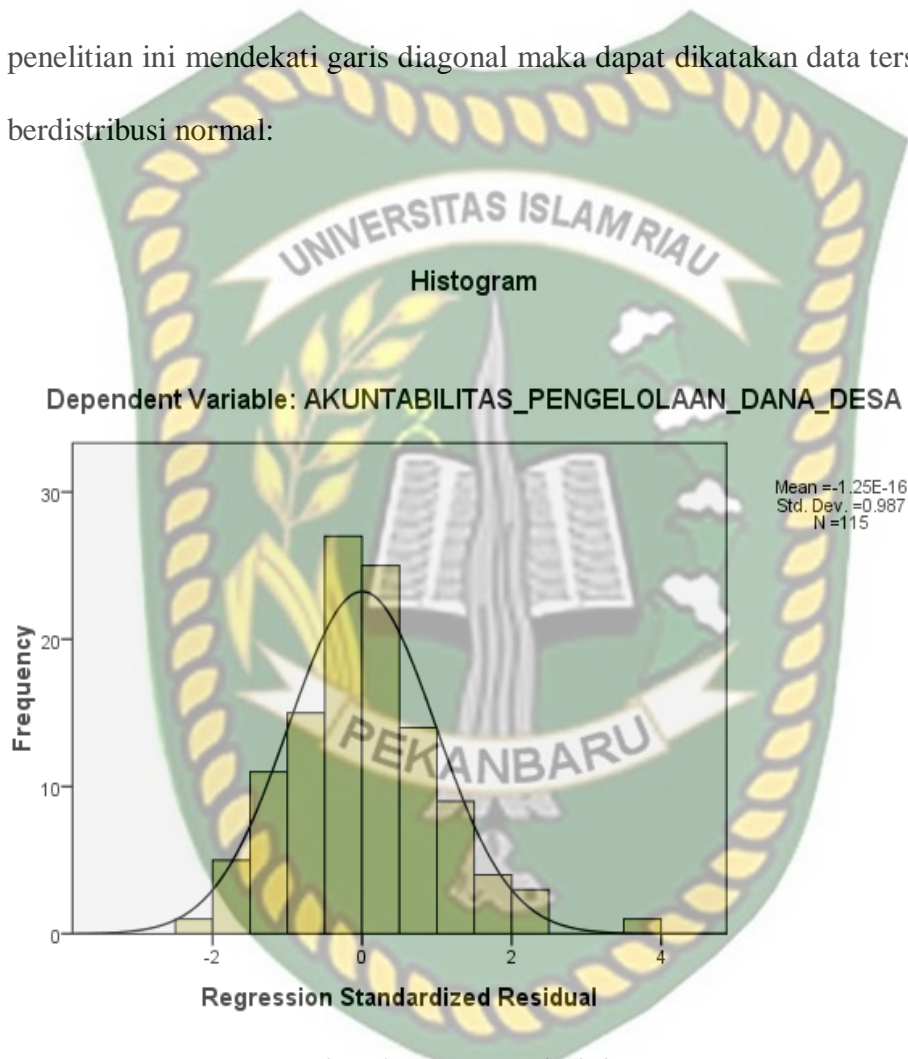 penelitian ini mendekati garis diagonal maka dapat dikatakan data
berdistribusi normal:
UNIVERSITAS ISLAM RIAU
Histogram
Dependent Variable: AKUNTABILITAS_PENGELOLAAN_DANA_DESA
Mean =-1.25E-16
Std. Dev. =0.987
N =115
30
20
10
0
Frequency
PEKANBARU
-2
0
2
4
Regression Standardized Residual